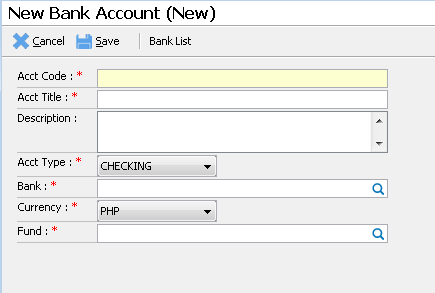 New Bank Account (New)
Cancel Save Bank List
Acct Code : *
Acct Title : *
Description :
Acct Type : * CHECKING
Bank : *
Currency : * PHP
Fund : *